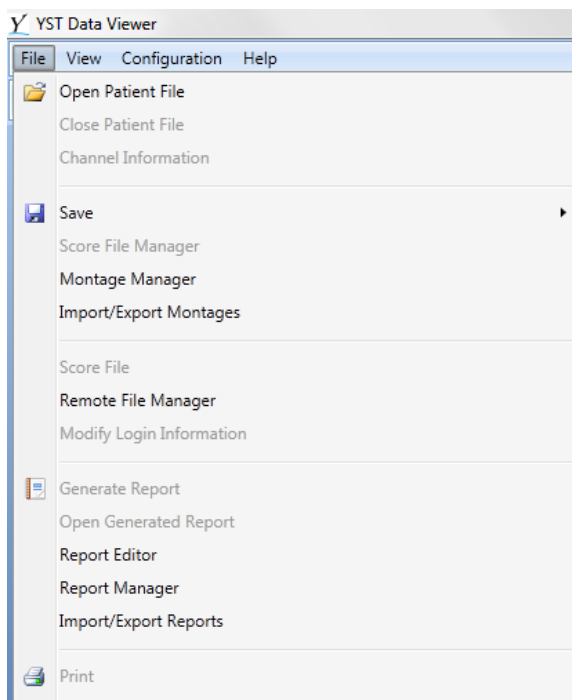 Y YST Data Viewer
File View Configuration Help
Open Patient File
Close Patient File
Channel Information
Save
Score File Manager
Montage Manager
Import/Export Montages
Score File
Remote File Manager
Modify Login Information
Generate Report
Open Generated Report
Report Editor
Report Manager
Import/Export Reports
Print